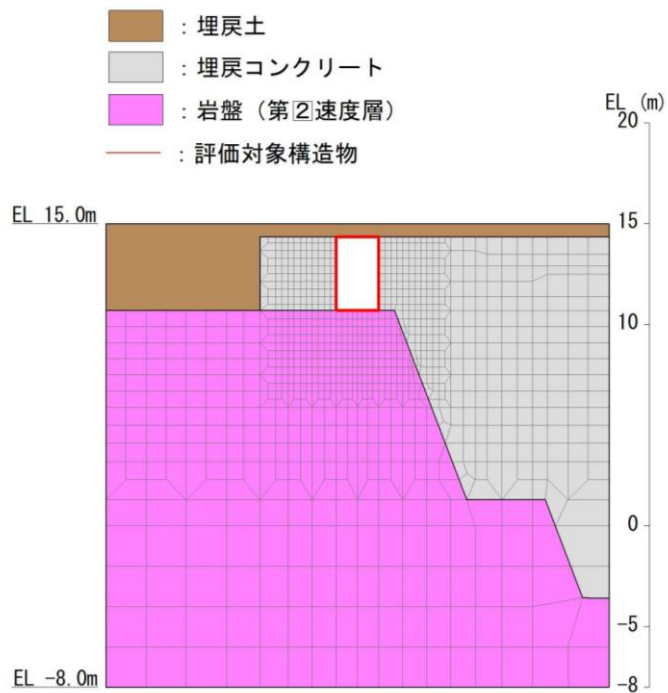 ：埋戻土
：埋戻コンクリート
：岩盤（第②速度層）
：評価対象構造物
EL (m)
20
EL 15.0m
15
10
0
-5
EL -8.0m
-8